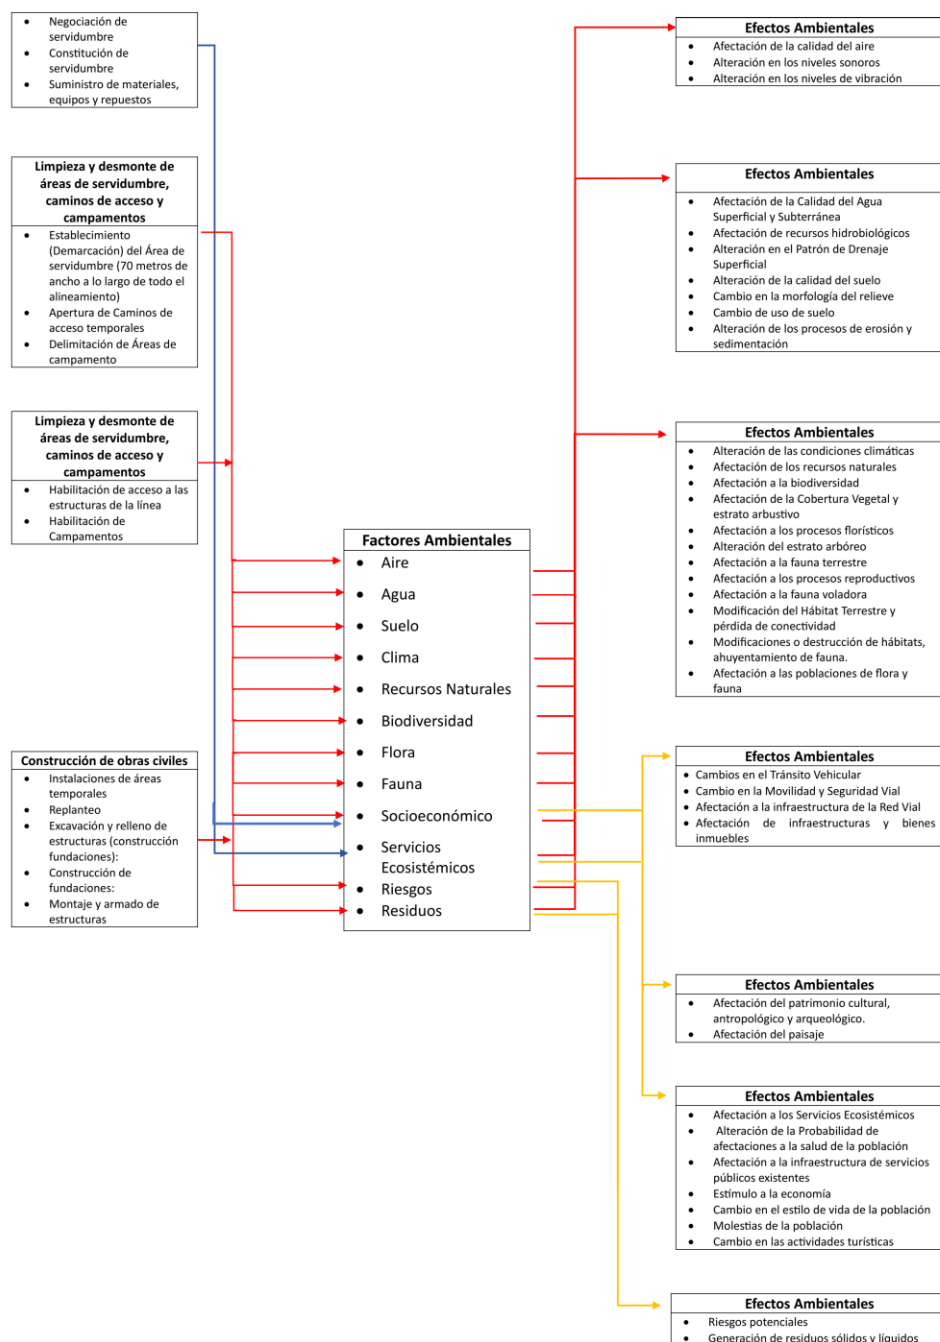 Negociación de
servidumbre
Constitución de
servidumbre
Suministro de materiales,
equipos y repuestos
Limpieza y desmonte de
áreas de servidumbre,
caminos de acceso y
campamentos
Establecimiento
(Demarcación) del Área de
servidumbre (70 metros de
ancho a lo largo de todo el
alineamiento)
Apertura de Caminos de
acceso temporales
Delimitación de Áreas de
campamento
Limpieza y desmonte de
áreas de servidumbre,
caminos de acceso y
campamentos
Habilitación de acceso a las
estructuras de la línea
Habilitación de
Campamentos
Construcción de obras civiles
Instalaciones de áreas
temporales
Replanteo
Excavación y relleno de
estructuras (construcción
fundaciones):
Construcción de
fundaciones:
Montaje y armado de
estructuras
Factores Ambientales
Aire
Agua
Suelo
Clima
Recursos Naturales
Biodiversidad
Flora
Fauna
Socioeconómico
Servicios
Ecosistémicos
Riesgos
Residuos
Efectos Ambientales
Afectación de la calidad del aire
Alteración en los niveles sonoros
Alteración en los niveles de vibración
Efectos Ambientales
Afectación de la Calidad del Agua
Superficial y Subterránea
Afectación de recursos hidrobiológicos
Alteración en el Patrón de Drenaje
Superficial
Alteración de la calidad del suelo
Cambio en la morfología del relieve
Cambio de uso de suelo
Alteración de los procesos de erosión y
sedimentación
Efectos Ambientales
Alteración de las condiciones climáticas
Afectación de los recursos naturales
Afectación a la biodiversidad
Afectación de la Cobertura Vegetal y
estrato arbustivo
Afectación a los procesos florísticos
Alteración del estrato arbóreo
Afectación a la fauna terrestre
Afectación a los procesos reproductivos
Afectación a la fauna voladora
Modificación del Hábitat Terrestre y
pérdida de conectividad
Modificaciones o destrucción de hábitats,
ahuyentamiento de fauna.
Afectación a las poblaciones de flora y
fauna
Efectos Ambientales
Cambios en el Tránsito Vehicular
Cambio en la Movilidad y Seguridad Vial
Afectación a la infraestructura de la Red Vial
Afectación de infraestructuras y bienes
inmuebles
Efectos Ambientales
Afectación del patrimonio cultural,
antropológico y arqueológico.
Afectación del paisaje
Efectos Ambientales
Afectación a los Servicios Ecosistémicos
Alteración de la Probabilidad de
afectaciones a la salud de la población
Afectación a la infraestructura de servicios
públicos existentes
Estímulo a la economía
Cambio en el estilo de vida de la población
Molestias de la población
Cambio en las actividades turísticas
Efectos Ambientales
Riesgos potenciales
Generación de residuos sólidos y líquidos